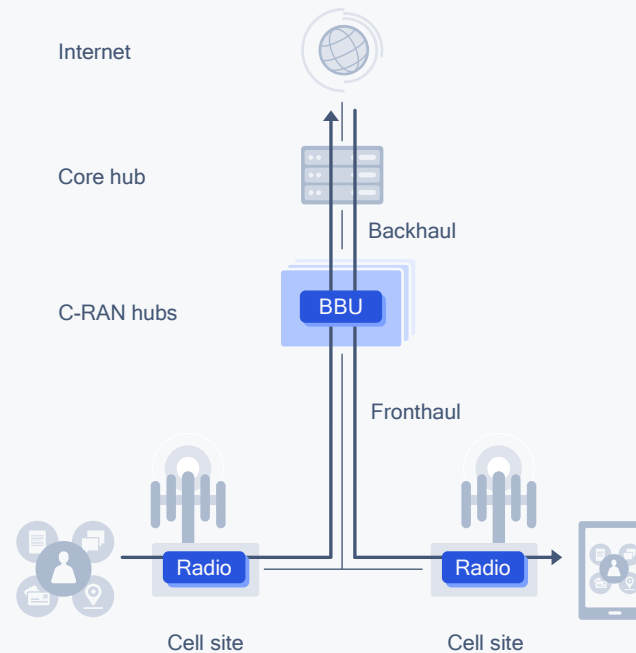 Internet
Core hub
Backhaul
C-RAN hubs
BBU
Fronthaul
Radio
Radio
Cell site
Cell site